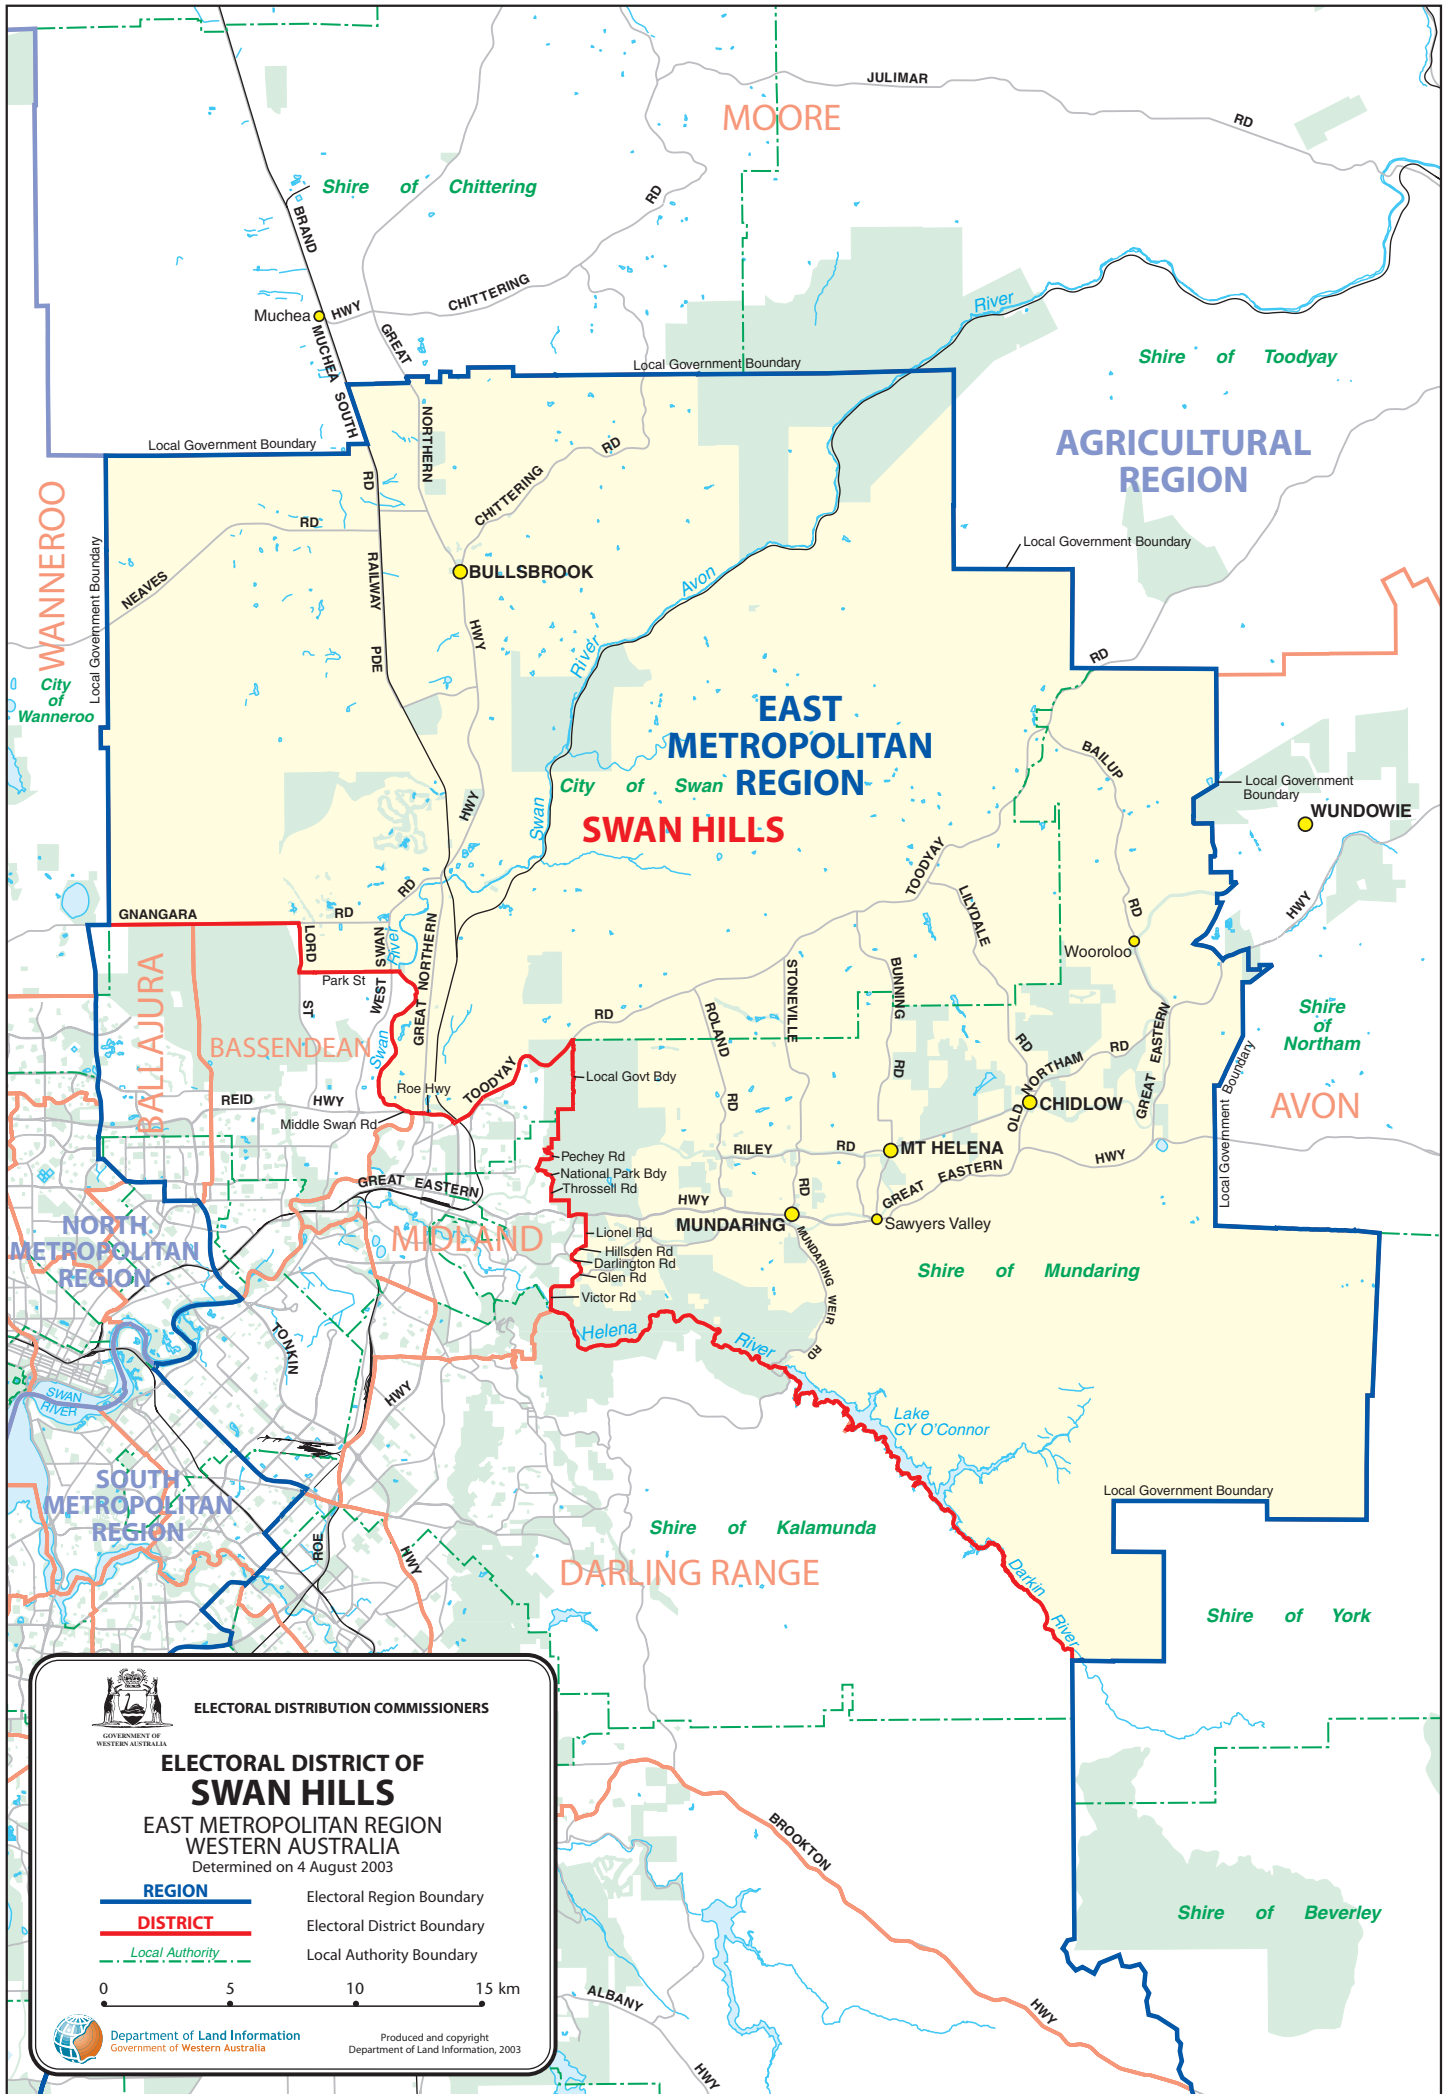 JULIMAR
RD
MOORE
Shire of Chittering
RD
BRAND
HWY
CHITTERING
Muchea
River
GREAT
MUCHEA SOUTH
RD
Local Government Boundary
Shire of Toodyay
Local Government Boundary
NORTHERN
AGRICULTURAL
REGION
RD
CHITTERING
WANNEROO
RD
NEAVES
Local Government Boundary
Local Government Boundary
RAILWAY
PDE
BULLSBROOK
Avon
River
HWY
RD
City
of
Wanneroo
EAST
METROPOLITAN
REGION
BAILUP
RD
City of Swan
Local Government
Boundary
HWY
Swan
SWAN HILLS
WUNDOWIE
TOODYAY
LILYDALE
RD
HWY
GNANGARA
RD
RD
LORD
ST
WEST SWAN
River
GREAT NORTHERN
Wooroloo
Park St
BALLAJURA
STONEVILLE
RD
BUNNING
RD
RD
ROLAND
RD
RD
Shire
of
Northam
Swan
BASSENDEAN
OLD NORTHAM
RD
GREAT EASTERN
Local Government Boundary
TOODYAY
Local Govt Bdy
Roe Hwy
REID
HWY
CHIDLOW
AVON
Middle Swan Rd
RILEY
RD
MT HELENA
Pechey Rd
National Park Bdy
Throssell Rd
GREAT EASTERN
HWY
GREAT EASTERN
HWY
MUNDARING
Sawyers Valley
NORTH
METROPOLITAN
REGION
MIDLAND
Lionel Rd
Hillsden Rd
Darlington Rd
Glen Rd
Victor Rd
MUNDARING WEIR
RD
Shire of Mundaring
Helena
River
TONKIN
HWY
SWAN
RIVER
Lake
CY O'Connor
SOUTH
METROPOLITAN
REGION
Local Government Boundary
ROE
HWY
Shire of Kalamunda
DARLING RANGE
Darkin
River
Shire of York
GOVERNMENT OF
WESTERN AUSTRALIA
ELECTORAL DISTRIBUTION COMMISSIONERS
ELECTORAL DISTRICT OF
SWAN HILLS
EAST METROPOLITAN REGION
WESTERN AUSTRALIA
Determined on 4 August 2003
REGION Electoral Region Boundary
DISTRICT Electoral District Boundary
Local Authority Local Authority Boundary
0 5 10 15 km
Department of Land Information
Government of Western Australia
Produced and copyright
Department of Land Information, 2003
BROOKTON
HWY
Shire of Beverley
ALBANY
HWY